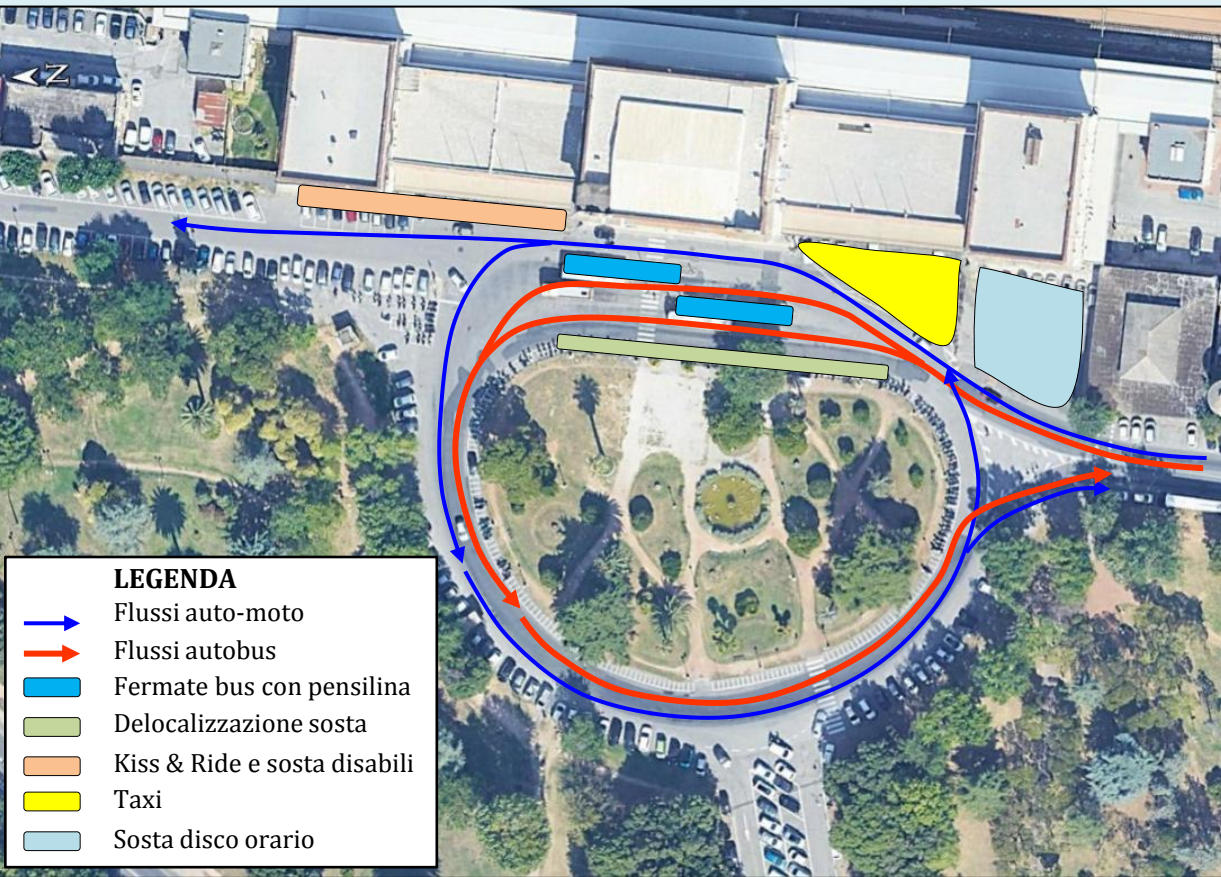 N
LEGENDA
Flussi auto-moto
Flussi autobus
Fermate bus con pensilina
Delocalizzazione sosta
Kiss & Ride e sosta disabili
Taxi
Sosta disco orario